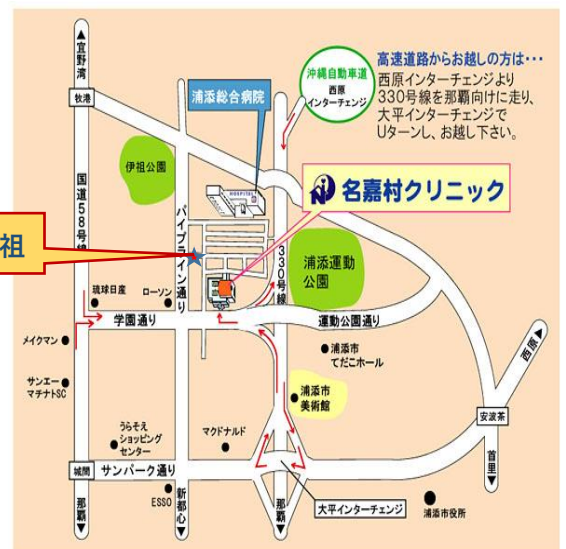 ▲宜野湾
牧港
浦添総合病院
沖縄自動車道
西原
インターチェンジ
高速道路からお越しの方は・・・
西原インターチェンジより
330号線を那覇向けに走り、
大平インターチェンジで
Uターンし、お越し下さい。
伊祖公園
HOSPITAL
名嘉村クリニック
国道58号線
パイプライン通り
330号線
祖
浦添運動
公園
琉球日産
ローソン
学園通り
運動公園通り
メイクマン
浦添市
てだこホール
西原▶
サンエー
マチナトSC
浦添市
美術館
うらそえ
ショッピング
センター
マクドナルド
安波茶
城間
サンパーク通り
首里▼
ESSO
那覇▼
新都心▼
那覇▼
大平インターチェンジ
浦添市役所